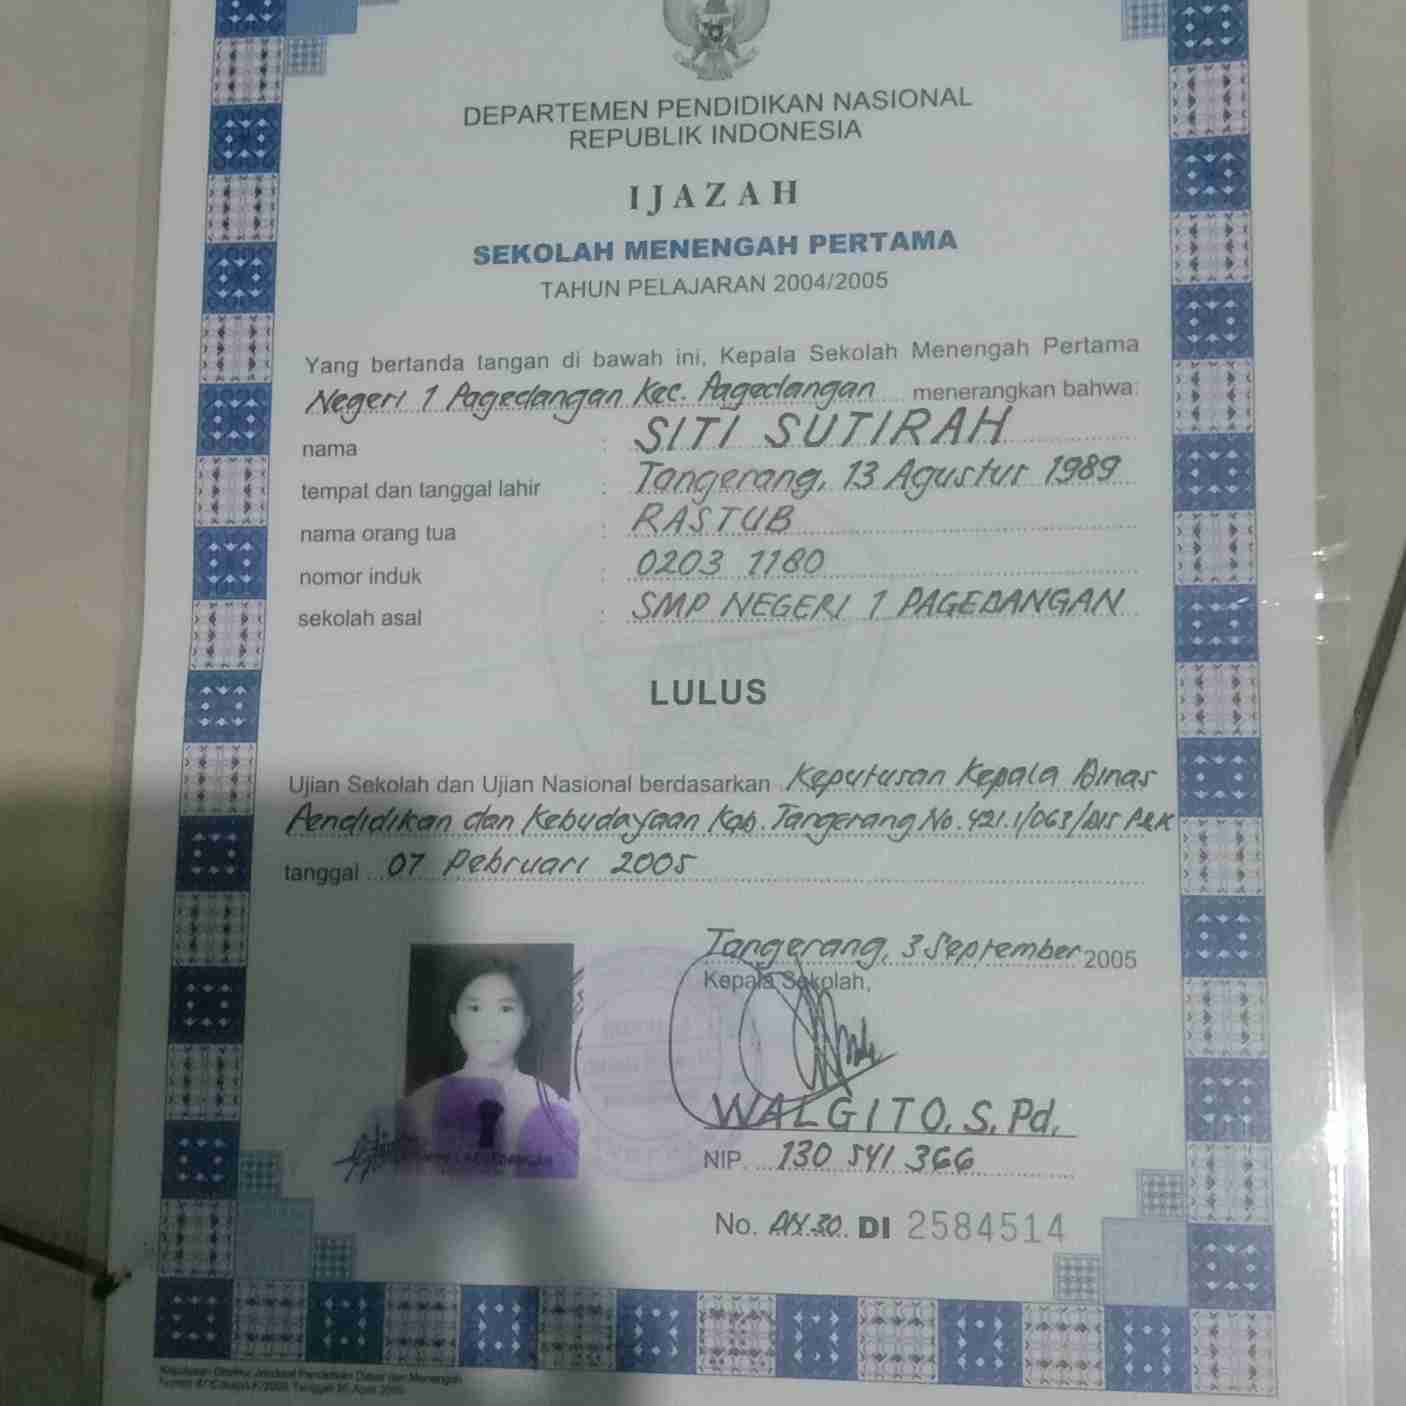 DEPARTEMEN PENDIDIKAN NASIONAL
REPUBLIK INDONESIA
IJAZAH
SEKOLAH MENENGAH PERTAMA
TAHUN PELAJARAN 2004/2005
Yang bertanda tangan di bawah ini, Kepala Sekolah Menengah Pertama
Negeri 1 Pagedangan Kec. Pagedangan menerangkan bahwa:
nama : SITI SUTIRAH
tempat dan tanggal lahir : Tangerang, 13 Agustus 1989
nama orang tua : RASTUB
nomor induk : 0203 1180
sekolah asal : SMP NEGERI 1 PAGEDANGAN
LULUS
Ujian Sekolah dan Ujian Nasional berdasarkan Keputusan Kepala Dinas
Pendidikan dan Kebudayaan Kab. Tangerang No. 421.1/063/DIS P&K
tanggal 07 Pebruari 2005
Tangerang, 3 September 2005
Kepala Sekolah,
WALGITO, S.Pd.
NIP. 130 541 366
No. DI 2584514